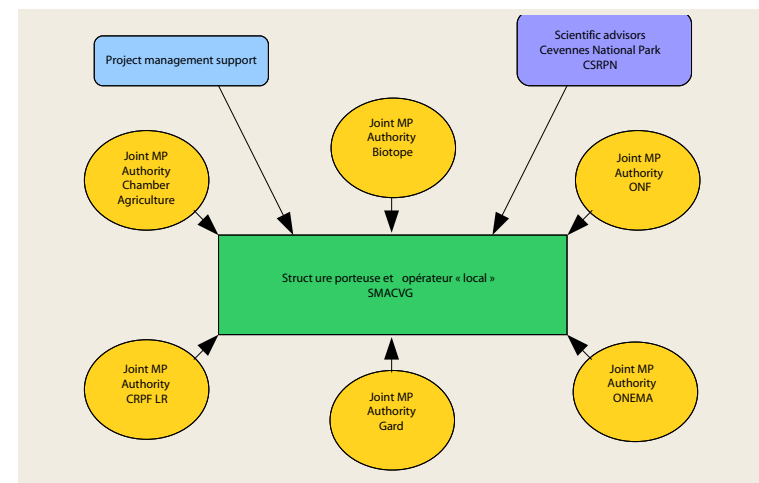 Project management support
Scientific advisors
Cevennes National Park
CSRPN
Joint MP
Authority
Chamber
Agriculture
Joint MP
Authority
Biotope
Joint MP
Authority
ONF
Struct ure porteuse et opérateur « local »
SMACVG
Joint MP
Authority
CRPF LR
Joint MP
Authority
Gard
Joint MP
Authority
ONEMA